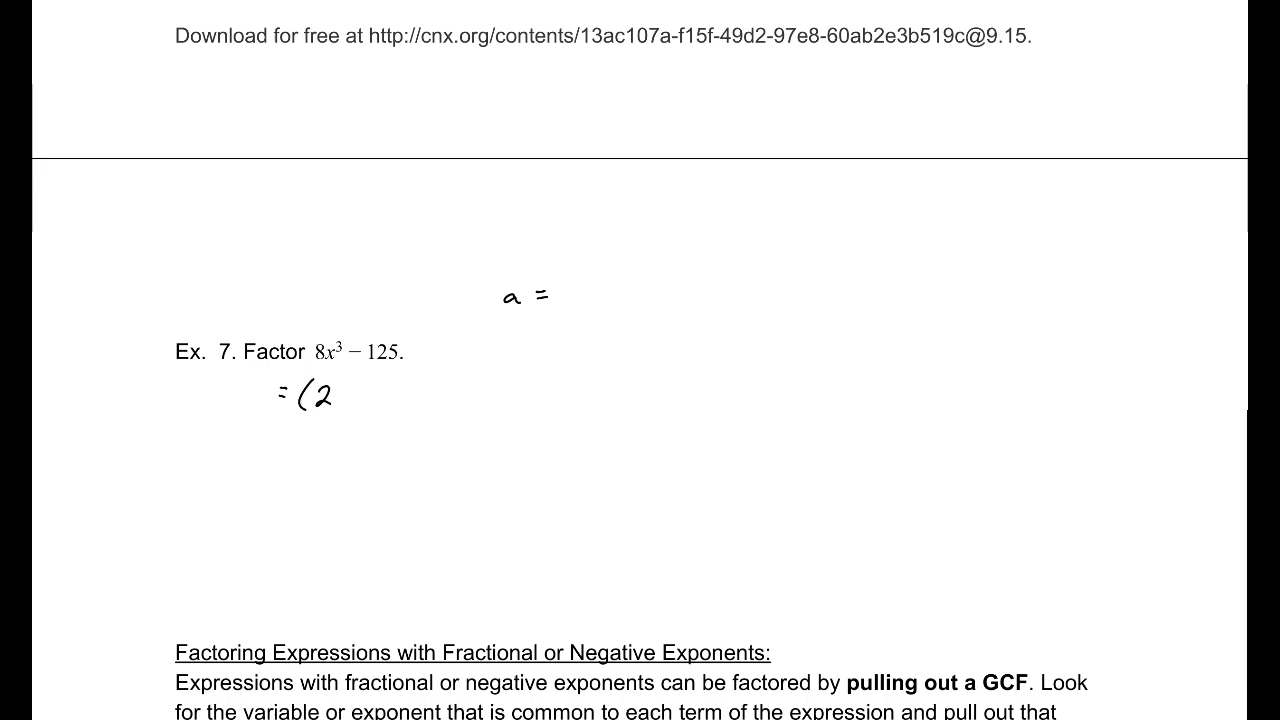 Download for free at http://cnx.org/contents/13ac107a-f15f-49d2-97e8-60ab2e3b519c@9.15.
a =
Ex. 7. Factor 8x³ − 125.
= (2
Factoring Expressions with Fractional or Negative Exponents:
Expressions with fractional or negative exponents can be factored by pulling out a GCF. Look
for the variable or exponent that is common to each term of the expression and pull out that